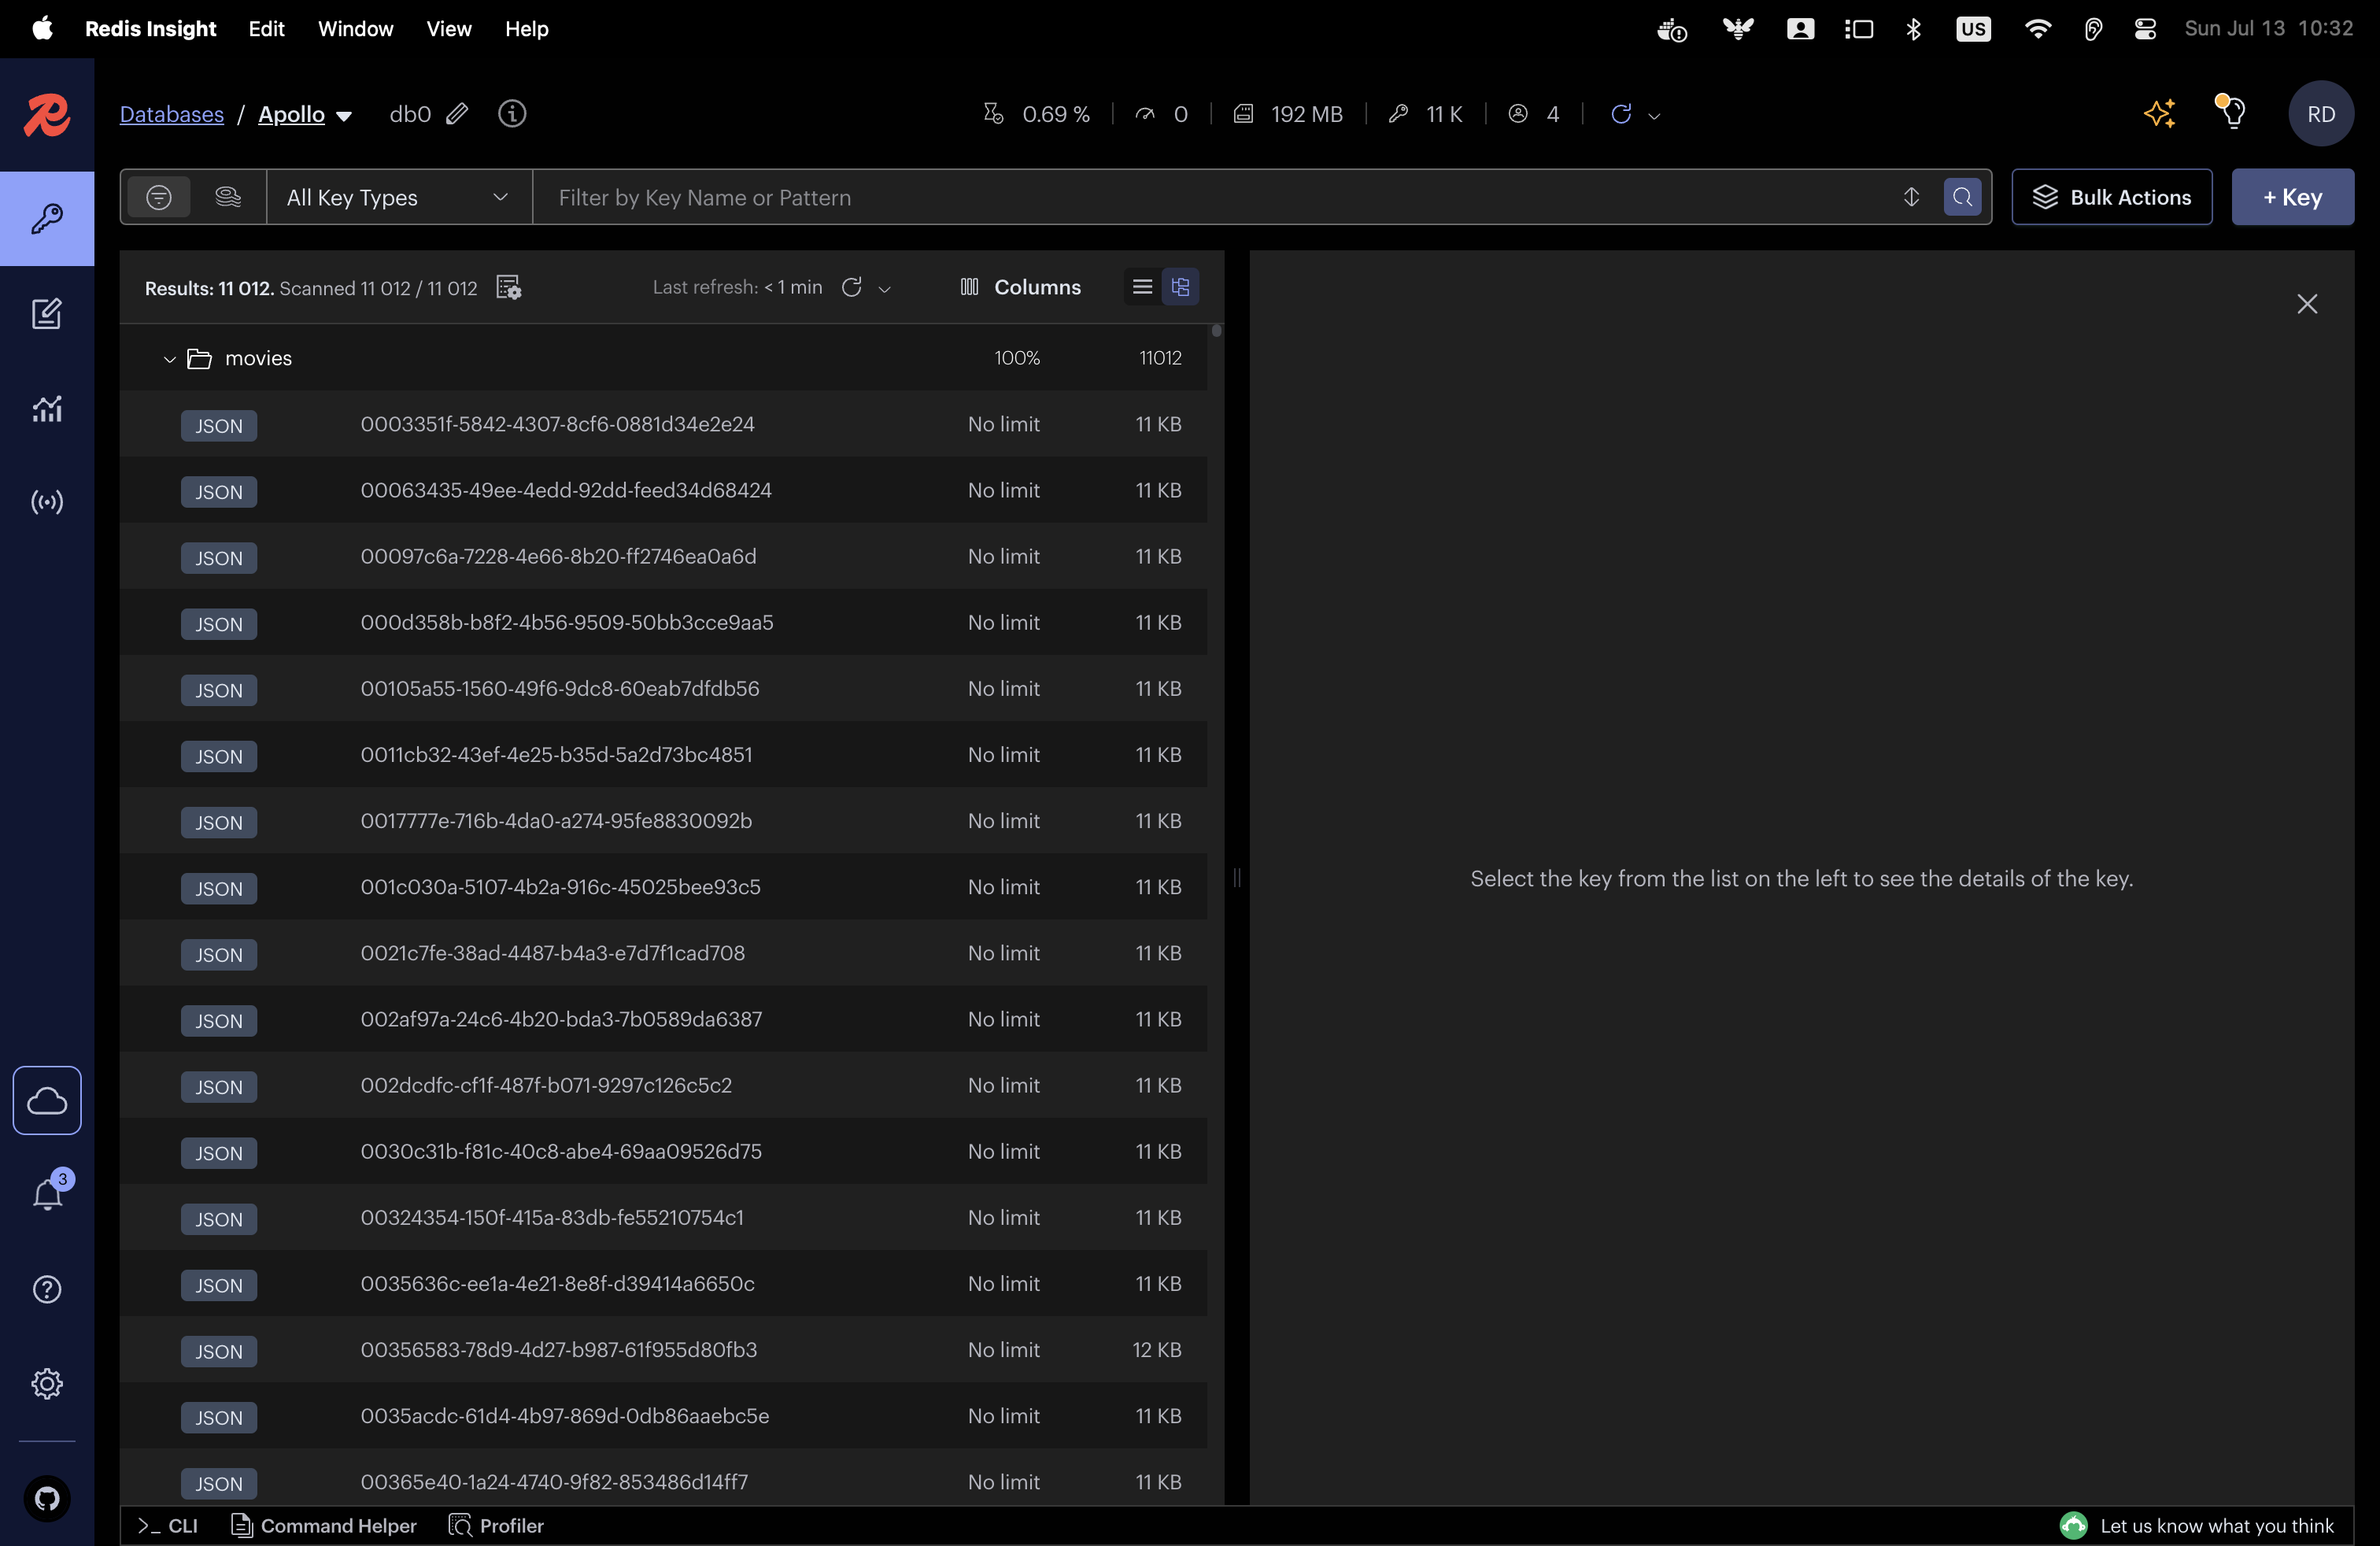 Redis Insight Edit Window View Help US Sun Jul 13 10:32
Databases / Apollo db0 0.69 % 0 192 MB 11 K 4 RD
All Key Types Filter by Key Name or Pattern Bulk Actions + Key
Results: 11 012. Scanned 11 012 / 11 012 Last refresh: < 1 min Columns
movies 100% 11012
JSON 0003351f-5842-4307-8cf6-0881d34e2e24 No limit 11 KB
JSON 00063435-49ee-4edd-92dd-feed34d68424 No limit 11 KB
JSON 00097c6a-7228-4e66-8b20-ff2746ea0a6d No limit 11 KB
JSON 000d358b-b8f2-4b56-9509-50bb3cce9aa5 No limit 11 KB
JSON 00105a55-1560-49f6-9dc8-60eab7dfdb56 No limit 11 KB
JSON 0011cb32-43ef-4e25-b35d-5a2d73bc4851 No limit 11 KB
JSON 0017777e-716b-4da0-a274-95fe8830092b No limit 11 KB
JSON 001c030a-5107-4b2a-916c-45025bee93c5 No limit 11 KB
Select the key from the list on the left to see the details of the key.
JSON 0021c7fe-38ad-4487-b4a3-e7d7f1cad708 No limit 11 KB
JSON 002af97a-24c6-4b20-bda3-7b0589da6387 No limit 11 KB
JSON 002dcdfc-cf1f-487f-b071-9297c126c5c2 No limit 11 KB
JSON 0030c31b-f81c-40c8-abe4-69aa09526d75 No limit 11 KB
JSON 00324354-150f-415a-83db-fe55210754c1 No limit 11 KB
JSON 0035636c-ee1a-4e21-8e8f-d39414a6650c No limit 11 KB
JSON 00356583-78d9-4d27-b987-61f955d80fb3 No limit 12 KB
JSON 0035acdc-61d4-4b97-869d-0db86aaebc5e No limit 11 KB
JSON 00365e40-1a24-4740-9f82-853486d14ff7 No limit 11 KB
3
>_ CLI Command Helper Profiler Let us know what you think